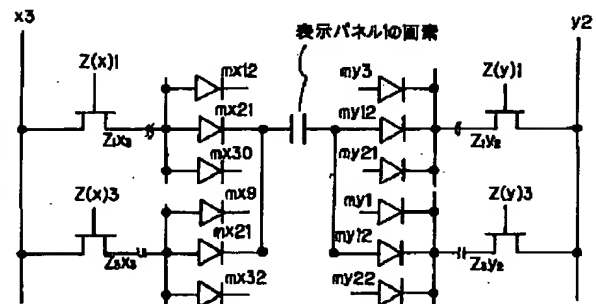 x3
表示パネル1の画素
y2
Z(x)1
mx12
my3
Z(y)1
mx21
my12
Z₁x₃
Z₁y₂
mx30
my21
Z(x)3
mx9
my1
Z(y)3
mx21
my12
Z₃x₃
Z₃y₂
mx32
my22